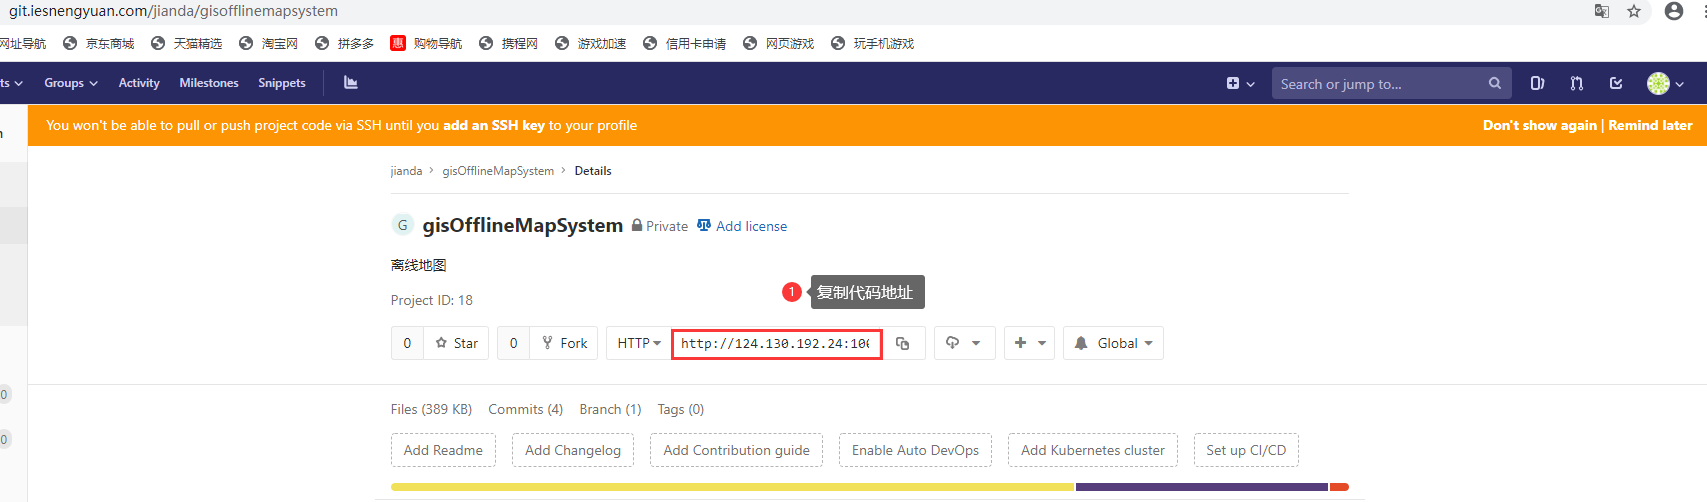 git.iesnengyuan.com/jianda/gisofflinemapsystem
网址导航 京东商城 天猫精选 淘宝网 拼多多 惠 购物导航 携程网 游戏加速 信用卡申请 网页游戏 玩手机游戏
ts Groups Activity Milestones Snippets Search or jump to...
You won't be able to pull or push project code via SSH until you add an SSH key to your profile Don't show again | Remind later
jianda > gisOfflineMapSystem > Details
G gisOfflineMapSystem Private Add license
离线地图
1 复制代码地址
Project ID: 18
0 Star 0 Fork HTTP http://124.130.192.24:100 Global
0
Files (389 KB) Commits (4) Branch (1) Tags (0)
0
Add Readme Add Changelog Add Contribution guide Enable Auto DevOps Add Kubernetes cluster Set up CI/CD